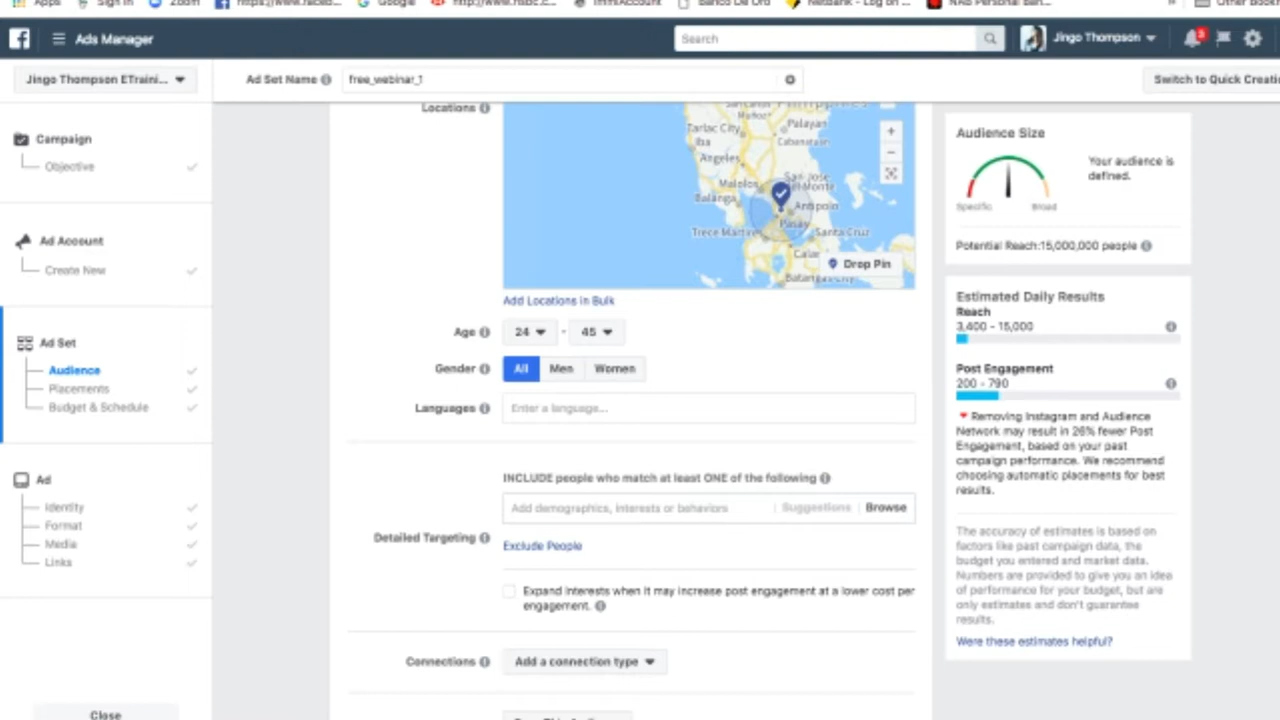 Apps
Sign In
Zoom
https://www.faceb...
Google
http://www.hsbc.c...
ImmiAccount
Banco De Oro
Netbank - Log on ...
NAB Personal Ban...
Other Book
Ads Manager
Search
Jingo Thompson
Jingo Thompson ETraini...
Ad Set Name
free_webinar_1
Switch to Quick Creati
Campaign
Objective
Ad Account
Create New
Ad Set
Audience
Placements
Budget & Schedule
Ad
Identity
Format
Media
Links
Close
Locations
Muñoz
Tarlac City
Palayan
Iba
Cabanatuan
Angeles
San Jose
del Monte
Malolos
Balanga
Antipolo
Pasay
Trece Martires
Santa Cruz
Drop Pin
Add Locations in Bulk
Age
24 - 45
Gender
All Men Women
Languages
Enter a language...
INCLUDE people who match at least ONE of the following
Add demographics, interests or behaviors
Suggestions
Browse
Detailed Targeting
Exclude People
Expand interests when it may increase post engagement at a lower cost per
engagement.
Connections
Add a connection type
Audience Size
Your audience is
defined.
Specific
Broad
Potential Reach:15,000,000 people
Estimated Daily Results
Reach
3,400 - 15,000
Post Engagement
200 - 790
Removing Instagram and Audience
Network may result in 26% fewer Post
Engagement, based on your past
campaign performance. We recommend
choosing automatic placements for best
results.
The accuracy of estimates is based on
factors like past campaign data, the
budget you entered and market data.
Numbers are provided to give you an idea
of performance for your budget, but are
only estimates and don't guarantee
results.
Were these estimates helpful?